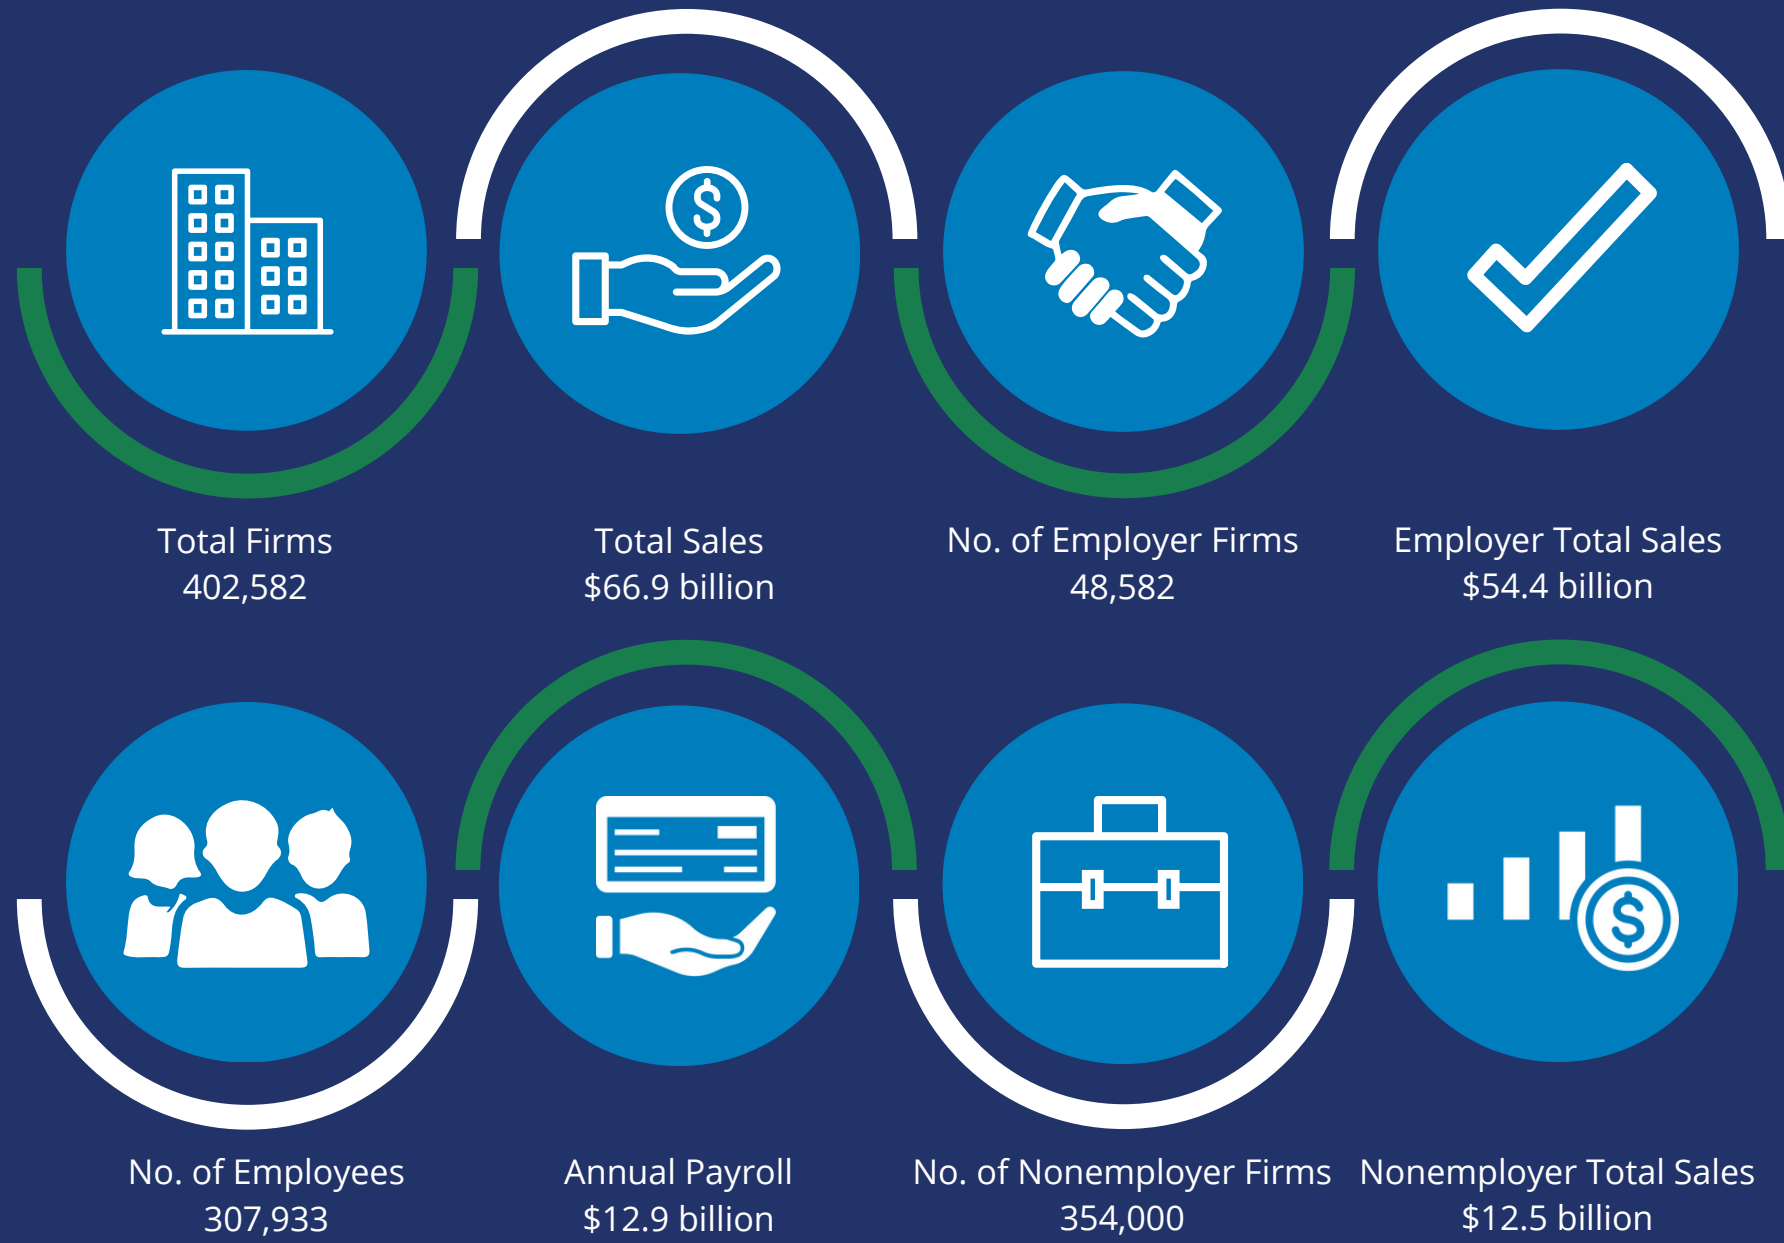 Total Firms
402,582
Total Sales
$66.9 billion
No. of Employer Firms
48,582
Employer Total Sales
$54.4 billion
No. of Employees
307,933
Annual Payroll
$12.9 billion
No. of Nonemployer Firms
354,000
Nonemployer Total Sales
$12.5 billion